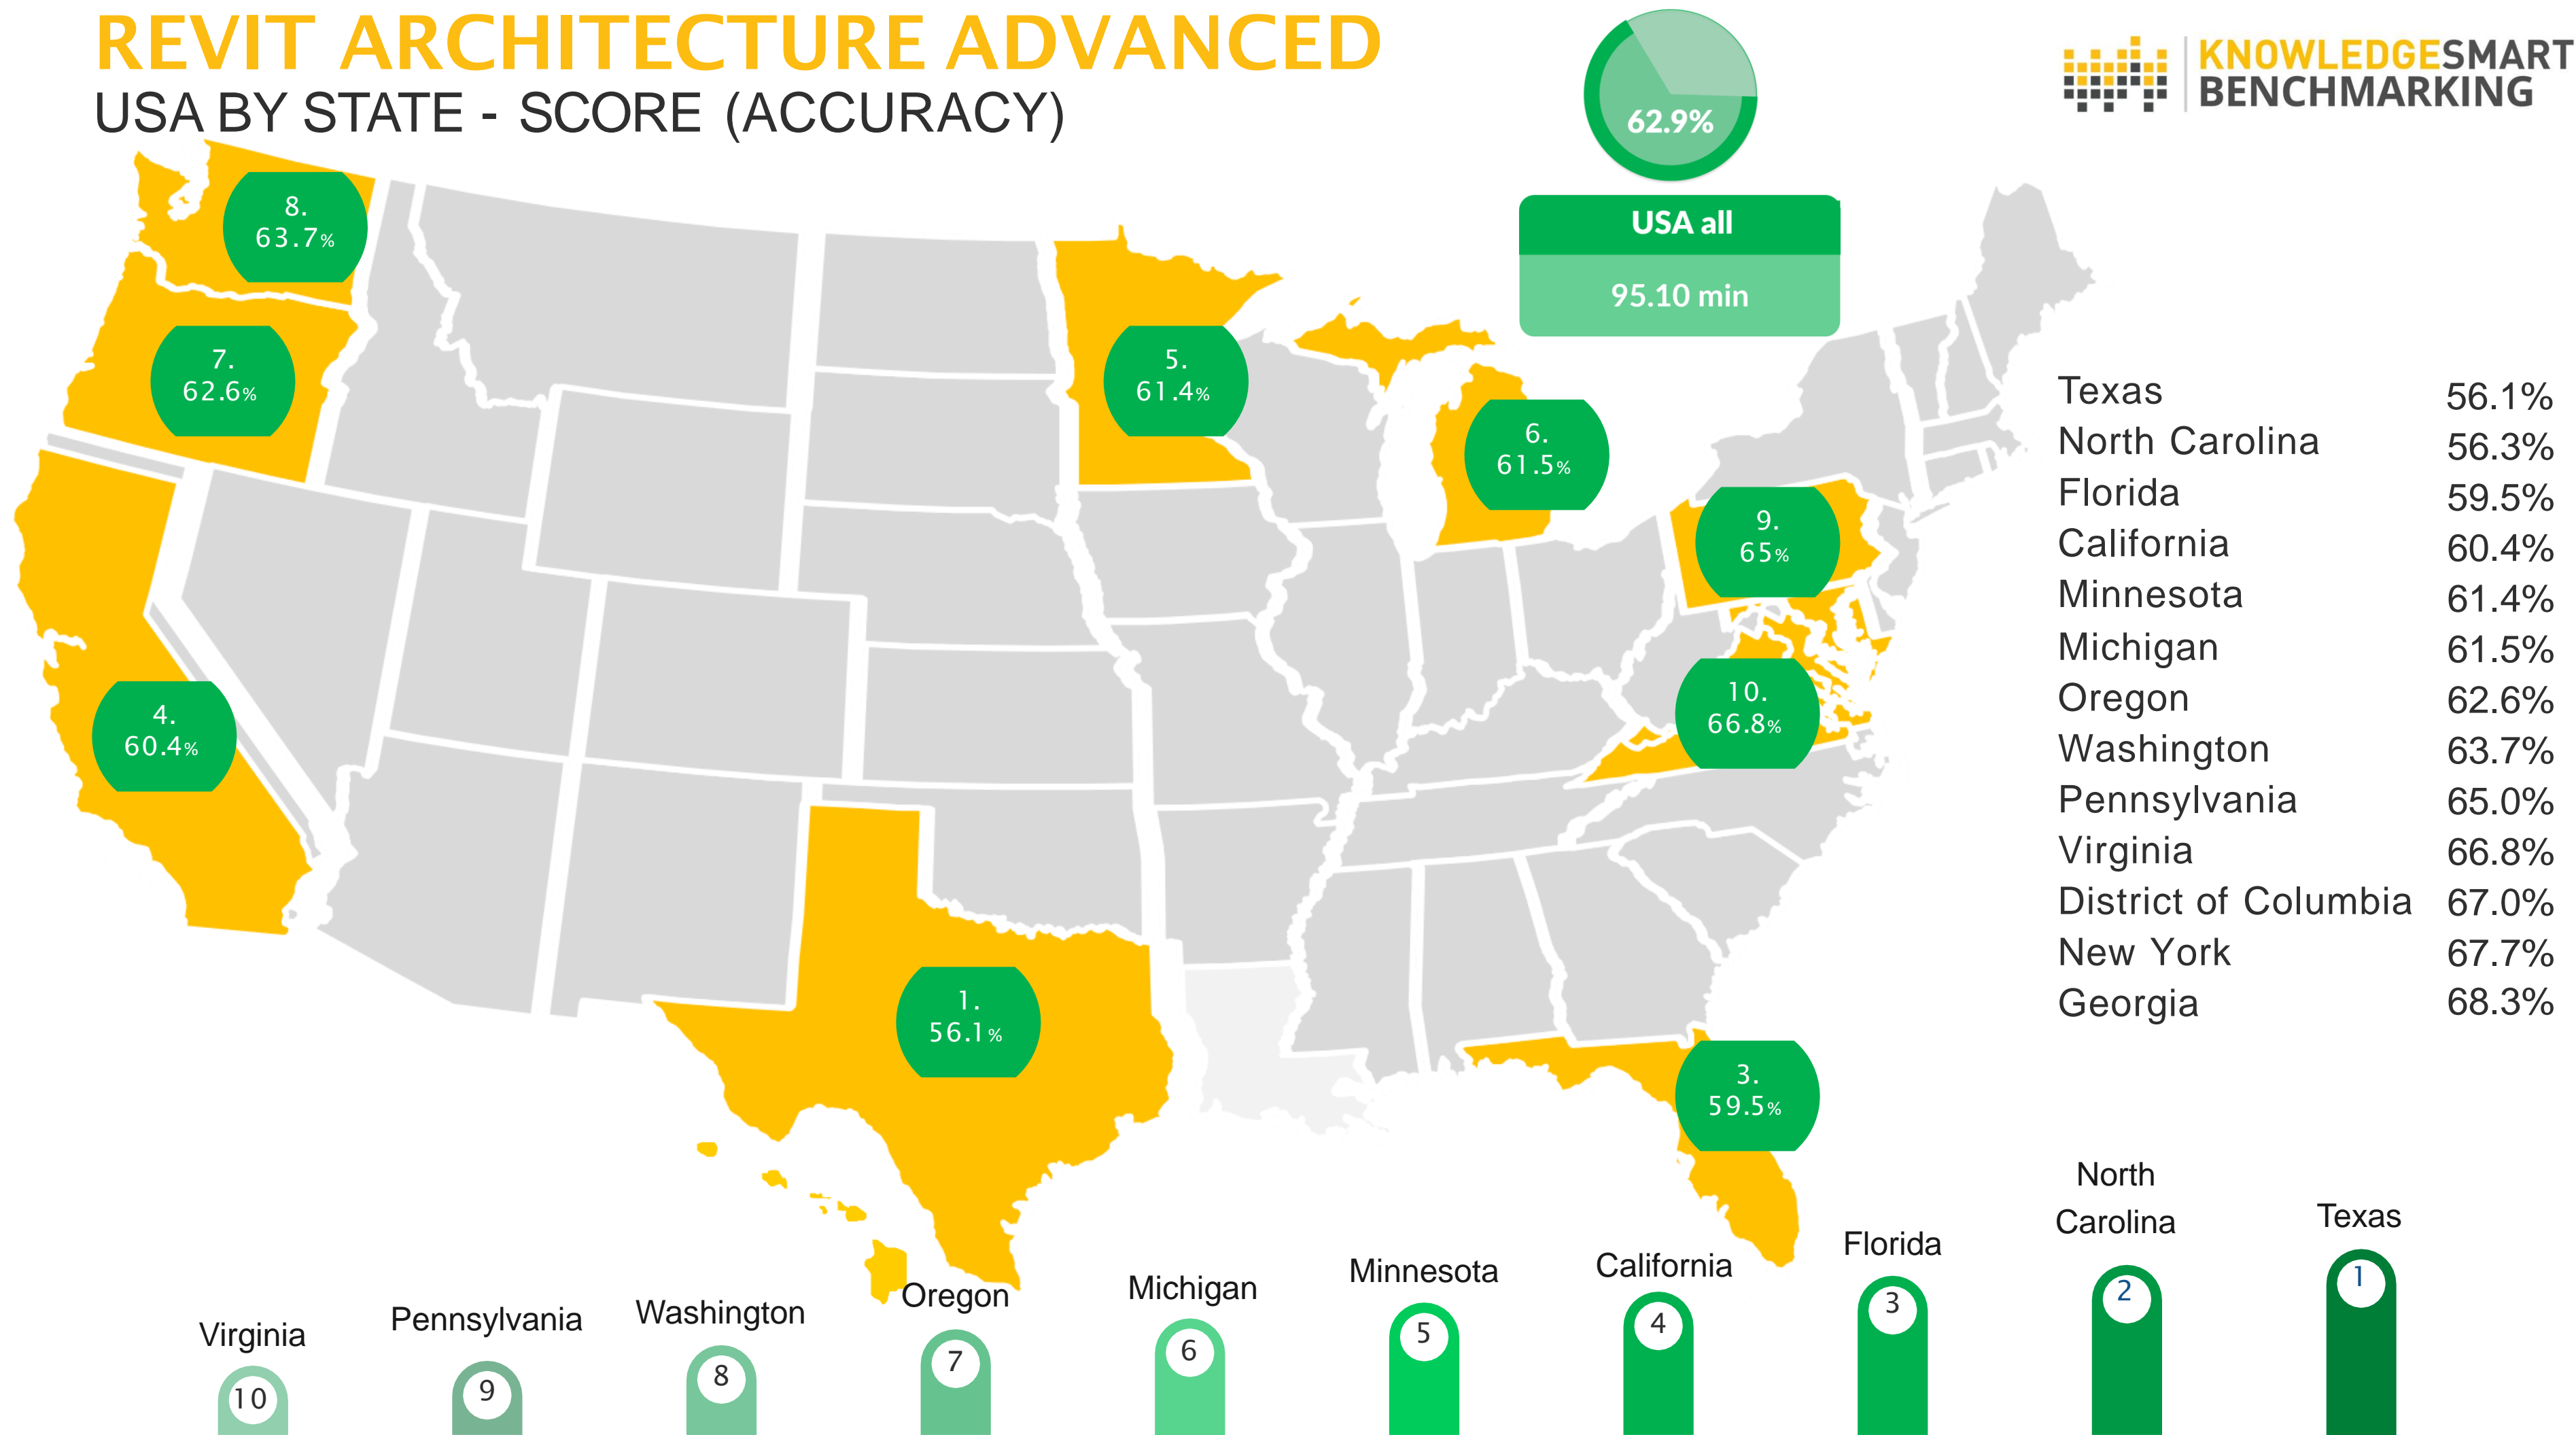 REVIT ARCHITECTURE ADVANCED
USA BY STATE - SCORE (ACCURACY)
62.9%
USA all
95.10 min
KNOWLEDGESMART
BENCHMARKING
8.
63.7%
7.
62.6%
5.
61.4%
6.
61.5%
9.
65%
10.
66.8%
4.
60.4%
1.
56.1%
3.
59.5%
Texas 56.1%
North Carolina 56.3%
Florida 59.5%
California 60.4%
Minnesota 61.4%
Michigan 61.5%
Oregon 62.6%
Washington 63.7%
Pennsylvania 65.0%
Virginia 66.8%
District of Columbia 67.0%
New York 67.7%
Georgia 68.3%
Virginia
10
Pennsylvania
9
Washington
8
Oregon
7
Michigan
6
Minnesota
5
California
4
Florida
3
North
Carolina
2
Texas
1